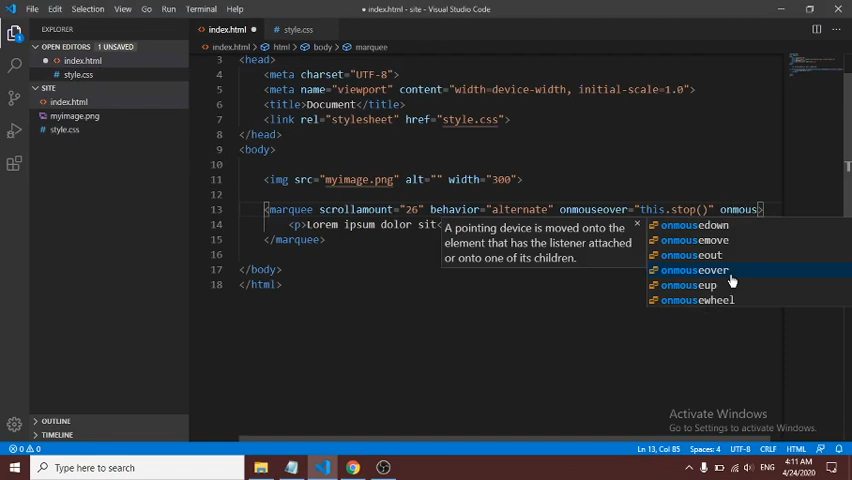 File Edit Selection View Go Run Terminal Help
● index.html - site - Visual Studio Code
EXPLORER
OPEN EDITORS 1 UNSAVED
index.html
style.css
SITE
index.html
myimage.png
style.css
OUTLINE
TIMELINE
index.html ● style.css
index.html > html > body > marquee
3 <head>
4 <meta charset="UTF-8">
5 <meta name="viewport" content="width=device-width, initial-scale=1.0">
6 <title>Document</title>
7 <link rel="stylesheet" href="style.css">
8 </head>
9 <body>
10
11 <img src="myimage.png" alt="" width="300">
12
13 <marquee scrollamount="26" behavior="alternate" onmouseover="this.stop()" onmous>
14 <p>Lorem ipsum dolor sit<
15 </marquee>
16
17 </body>
18 </html>
A pointing device is moved onto the
element that has the listener attached
or onto one of its children.
onmousedown
onmousemove
onmouseout
onmouseover
onmouseup
onmousewheel
Activate Windows
Go to Settings to activate Windows.
0 0
Ln 13, Col 85 Spaces: 4 UTF-8 CRLF HTML
Type here to search
ENG
4:11 AM
4/24/2020